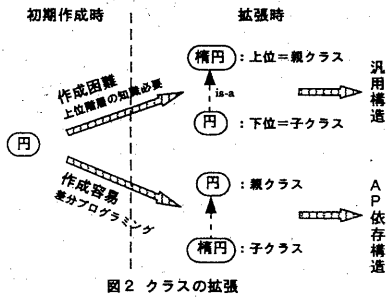 初期作成時
拡張時
円
作成困難
上位階層の知識必要
作成容易
差分プログラミング
楕円
:上位=親クラス
is-a
円
:下位=子クラス
汎用構造
円
:親クラス
楕円
:子クラス
AP依存構造
図2 クラスの拡張